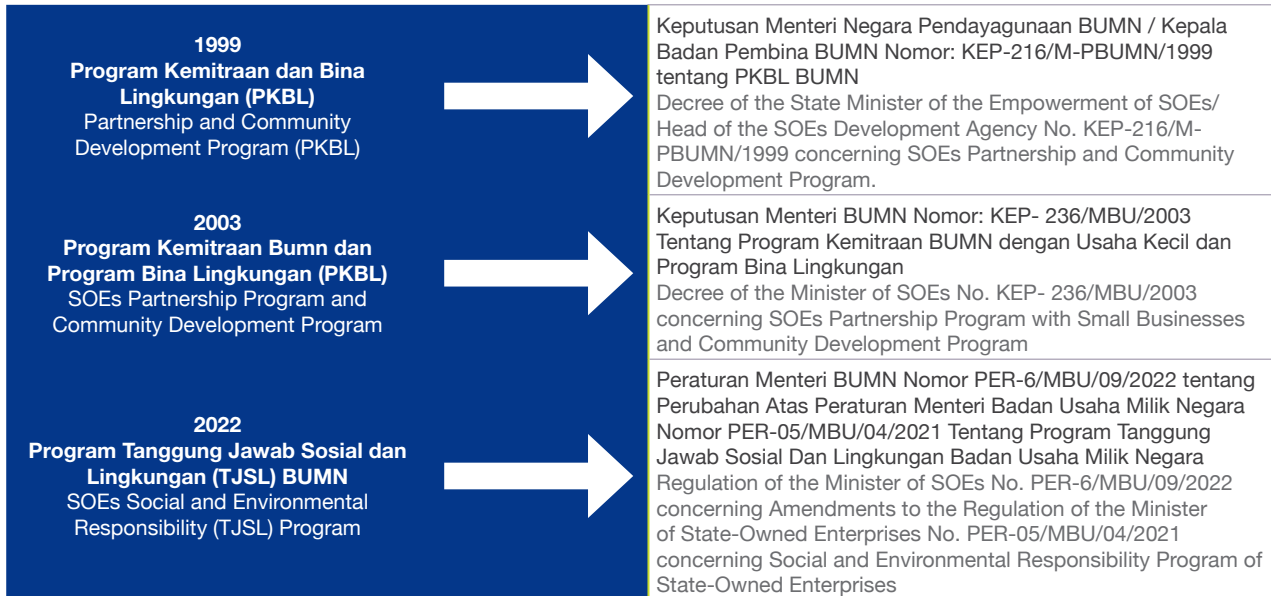 1999
Program Kemitraan dan Bina
Lingkungan (PKBL)
Partnership and Community
Development Program (PKBL)
Keputusan Menteri Negara Pendayagunaan BUMN / Kepala
Badan Pembina BUMN Nomor: KEP-216/M-PBUMN/1999
tentang PKBL BUMN
Decree of the State Minister of the Empowerment of SOEs/
Head of the SOEs Development Agency No. KEP-216/M-
PBUMN/1999 concerning SOEs Partnership and Community
Development Program.
2003
Program Kemitraan Bumn dan
Program Bina Lingkungan (PKBL)
SOEs Partnership Program and
Community Development Program
Keputusan Menteri BUMN Nomor: KEP- 236/MBU/2003
Tentang Program Kemitraan BUMN dengan Usaha Kecil dan
Program Bina Lingkungan
Decree of the Minister of SOEs No. KEP- 236/MBU/2003
concerning SOEs Partnership Program with Small Businesses
and Community Development Program
2022
Program Tanggung Jawab Sosial dan
Lingkungan (TJSL) BUMN
SOEs Social and Environmental
Responsibility (TJSL) Program
Peraturan Menteri BUMN Nomor PER-6/MBU/09/2022 tentang
Perubahan Atas Peraturan Menteri Badan Usaha Milik Negara
Nomor PER-05/MBU/04/2021 Tentang Program Tanggung
Jawab Sosial Dan Lingkungan Badan Usaha Milik Negara
Regulation of the Minister of SOEs No. PER-6/MBU/09/2022
concerning Amendments to the Regulation of the Minister
of State-Owned Enterprises No. PER-05/MBU/04/2021
concerning Social and Environmental Responsibility Program of
State-Owned Enterprises